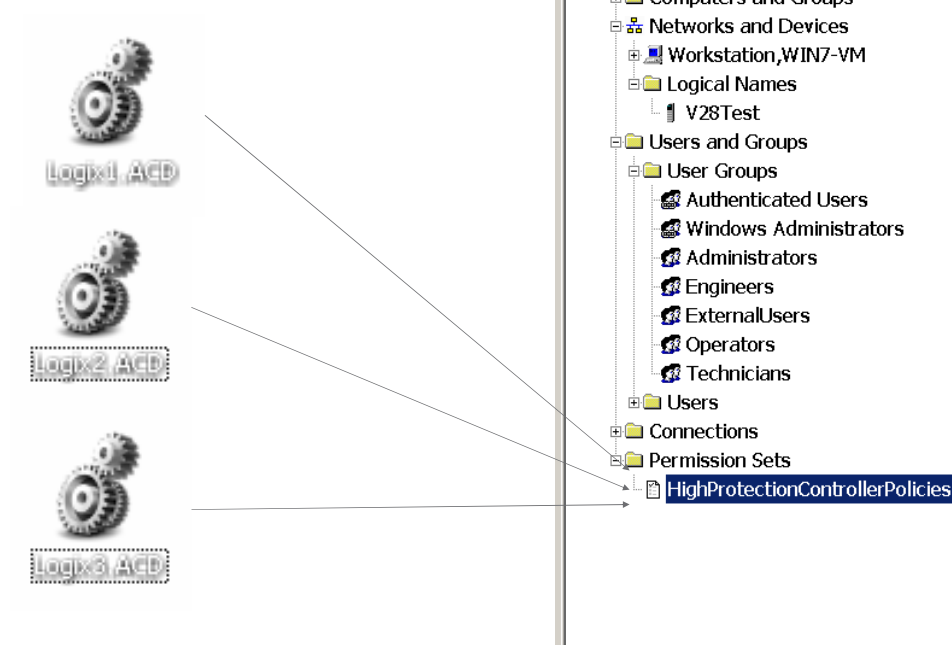 Logix1.ACD
Logix2.ACD
Logix3.ACD
Computers and Groups
Networks and Devices
Workstation,WIN7-VM
Logical Names
V28Test
Users and Groups
User Groups
Authenticated Users
Windows Administrators
Administrators
Engineers
ExternalUsers
Operators
Technicians
Users
Connections
Permission Sets
HighProtectionControllerPolicies